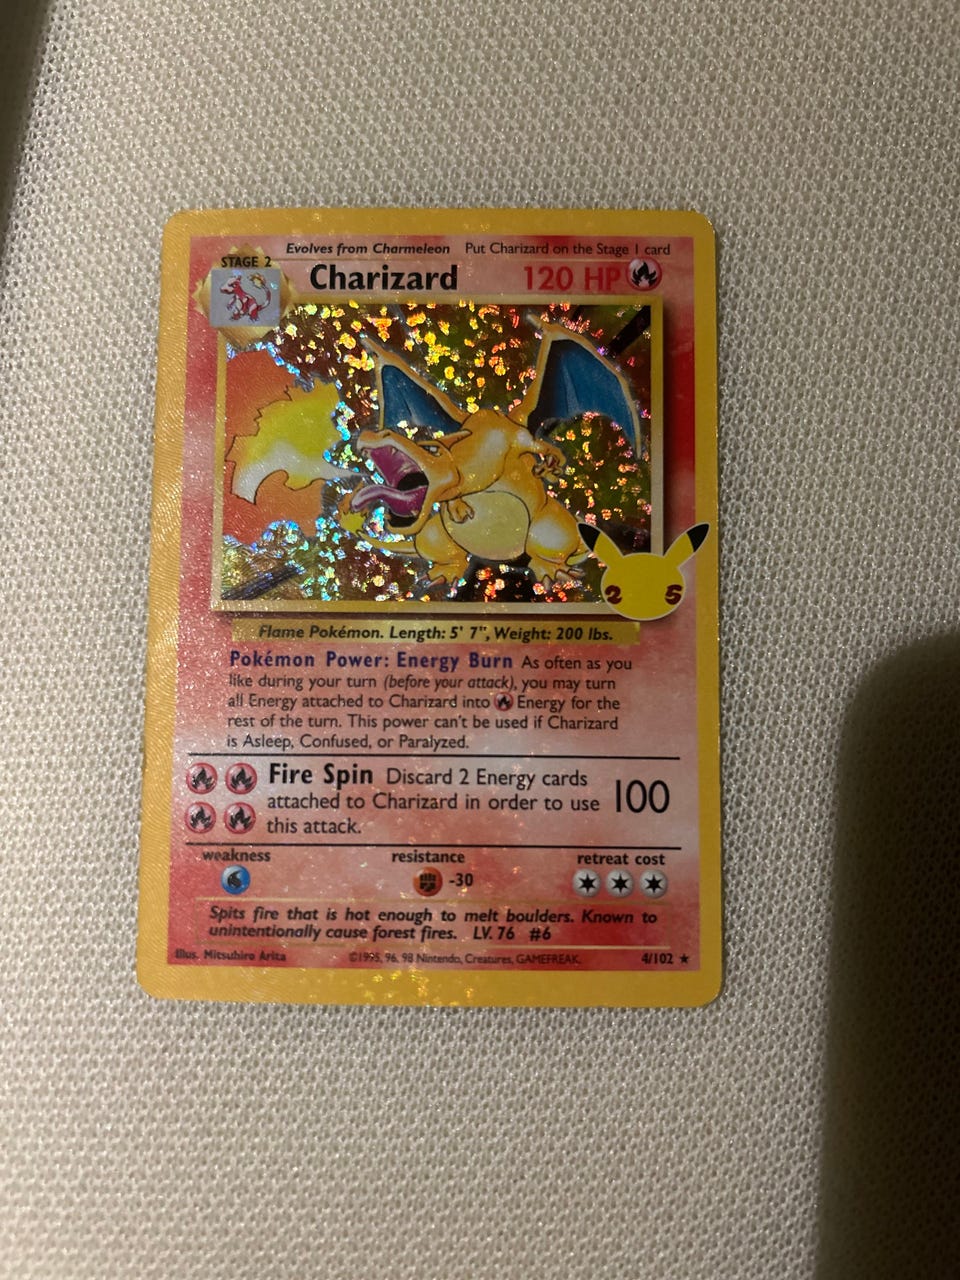 Evolves from Charmeleon Put Charizard on the Stage 1 card
STAGE 2
Charizard 120 HP
2 5
Flame Pokémon. Length: 5' 7", Weight: 200 lbs.
Pokémon Power: Energy Burn As often as you
like during your turn (before your attack), you may turn
all Energy attached to Charizard into Energy for the
rest of the turn. This power can't be used if Charizard
is Asleep, Confused, or Paralyzed.
Fire Spin Discard 2 Energy cards
attached to Charizard in order to use 100
this attack.
weakness resistance retreat cost
-30
Spits fire that is hot enough to melt boulders. Known to
unintentionally cause forest fires. LV. 76 #6
Illus. Mitsuhiro Arita ©1995, 96, 98 Nintendo, Creatures, GAMEFREAK. 4/102 ★